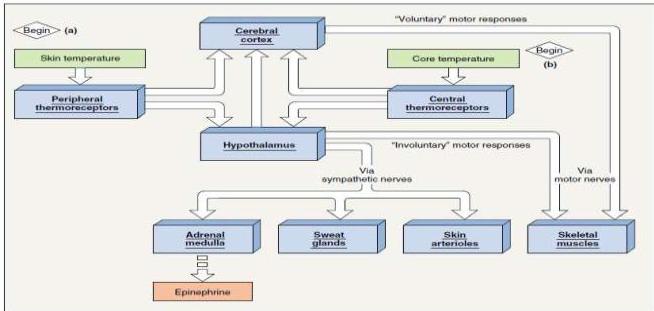 Begin (a)
Cerebral
cortex
"Voluntary" motor responses
Skin temperature
Core temperature
Begin
(b)
Peripheral
thermoreceptors
Central
thermoreceptors
Hypothalamus
"Involuntary" motor responses
Via
sympathetic nerves
Via
motor nerves
Adrenal
medulla
Sweat
glands
Skin
arterioles
Skeletal
muscles
Epinephrine